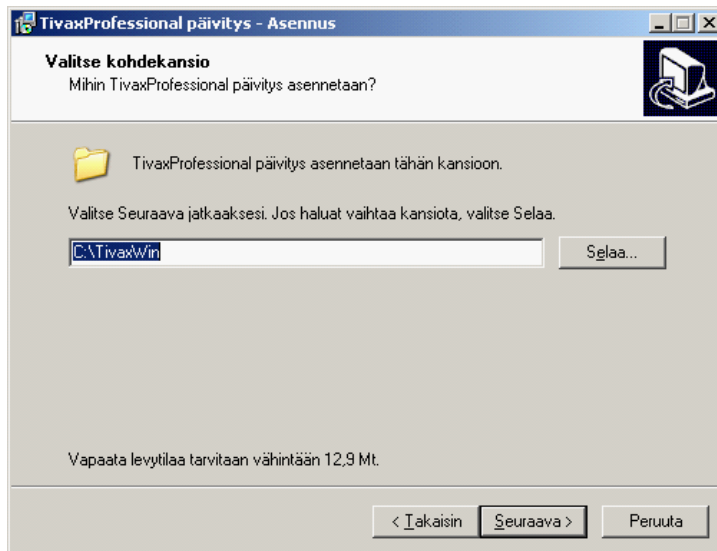 TivaxProfessional päivitys - Asennus
Valitse kohdekansio
Mihin TivaxProfessional päivitys asennetaan?
TivaxProfessional päivitys asennetaan tähän kansioon.
Valitse Seuraava jatkaaksesi. Jos haluat vaihtaa kansiota, valitse Selaa.
C:\TivaxWin
Selaa...
Vapaata levytilaa tarvitaan vähintään 12,9 Mt.
< Takaisin
Seuraava >
Peruuta